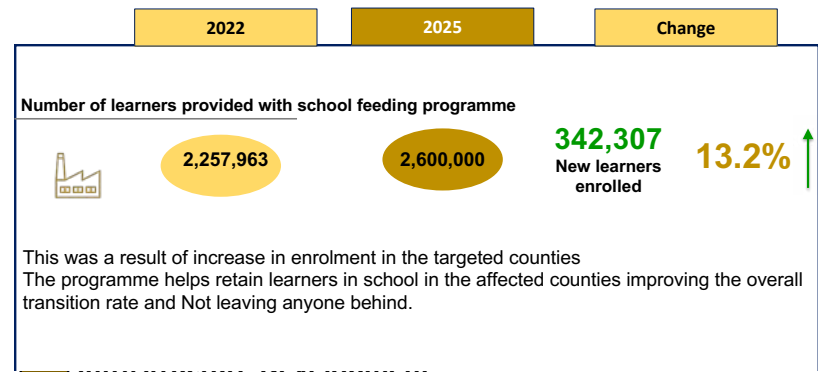 2022 2025 Change
Number of learners provided with school feeding programme
2,257,963 2,600,000 342,307 13.2%
New learners
enrolled
This was a result of increase in enrolment in the targeted counties
The programme helps retain learners in school in the affected counties improving the overall
transition rate and Not leaving anyone behind.